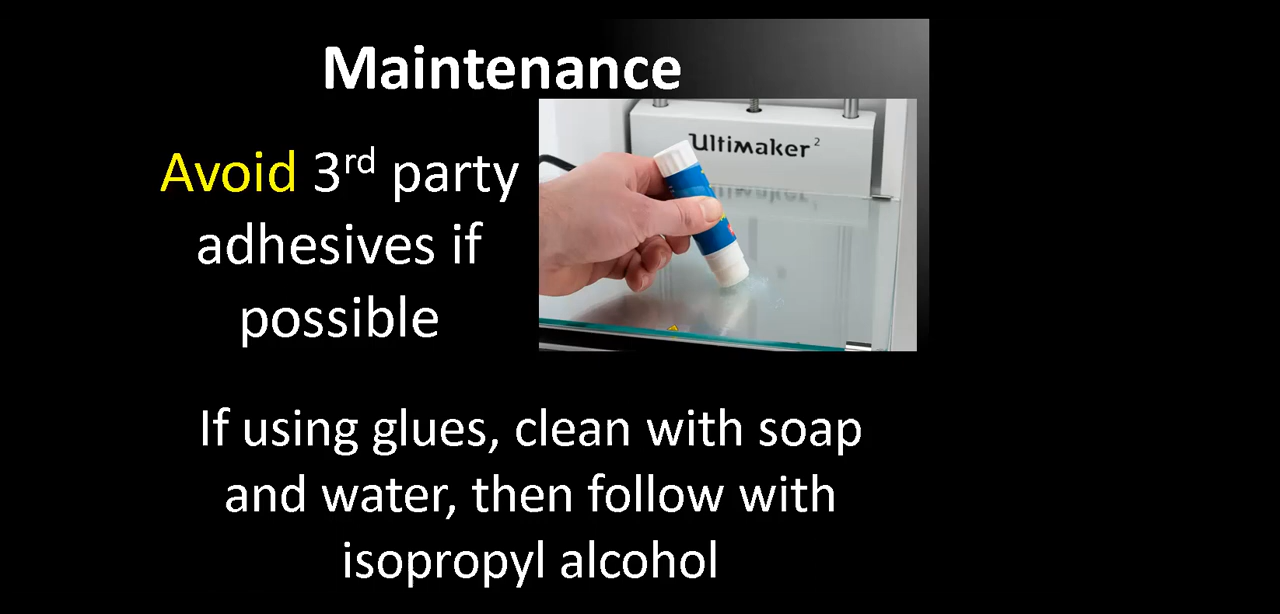 Maintenance
Avoid 3rd party
adhesives if
possible
Ultimaker2
If using glues, clean with soap
and water, then follow with
isopropyl alcohol